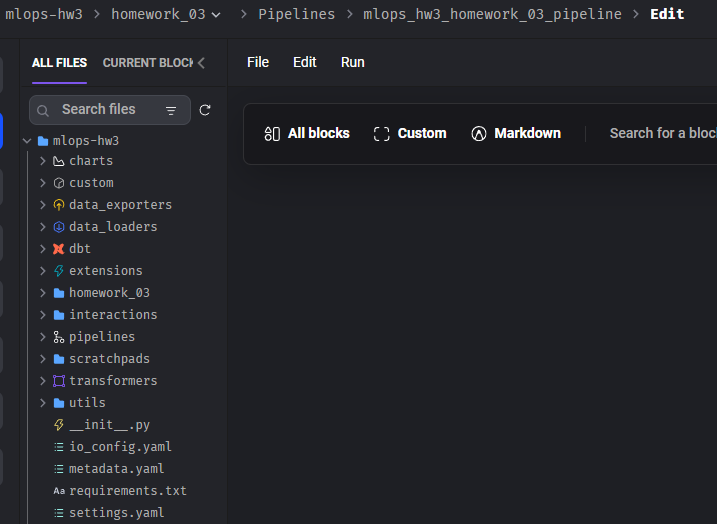 mlops-hw3 > homework_03 > Pipelines > mlops_hw3_homework_03_pipeline > Edit
ALL FILES CURRENT BLOCK
File Edit Run
Search files
All blocks Custom Markdown Search for a bloc
mlops-hw3
charts
custom
data_exporters
data_loaders
dbt
extensions
homework_03
interactions
pipelines
scratchpads
transformers
utils
__init__.py
io_config.yaml
metadata.yaml
Aa requirements.txt
settings.yaml